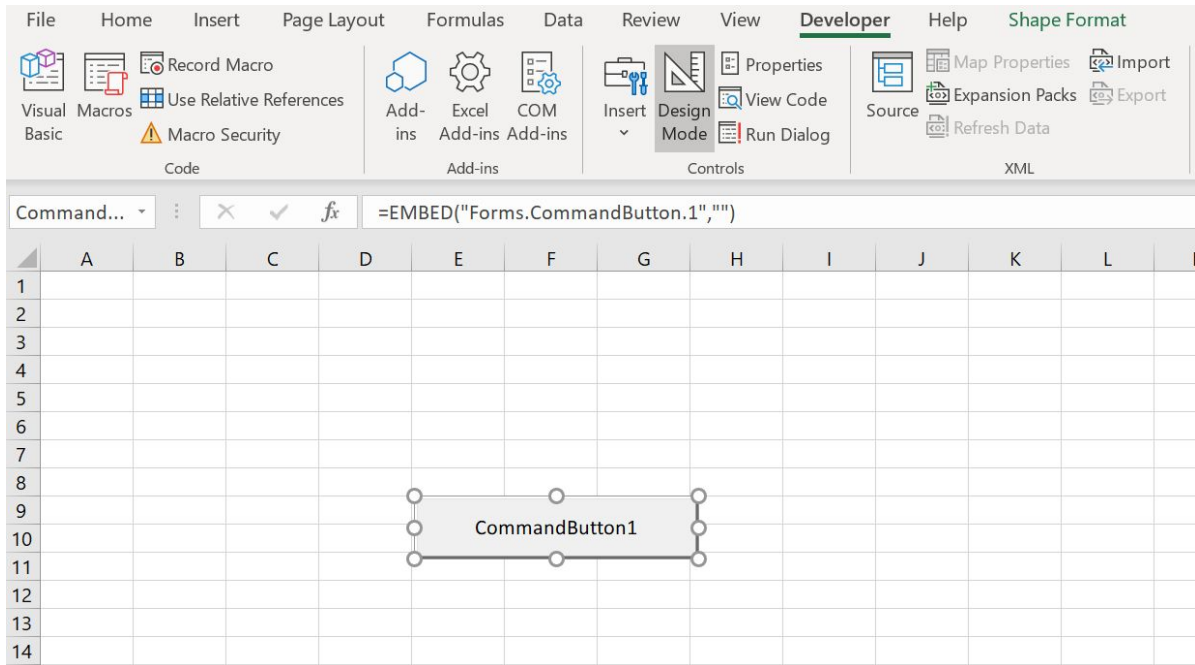 File Home Insert Page Layout Formulas Data Review View Developer Help Shape Format
Visual Basic
Macros
Record Macro
Use Relative References
Macro Security
Code
Add-ins
Excel Add-ins
COM Add-ins
Add-ins
Insert
Design Mode
Properties
View Code
Run Dialog
Controls
Source
Map Properties
Expansion Packs
Refresh Data
Import
Export
XML
Command... fx =EMBED("Forms.CommandButton.1","")
A B C D E F G H I J K L
1
2
3
4
5
6
7
8
9
CommandButton1
10
11
12
13
14